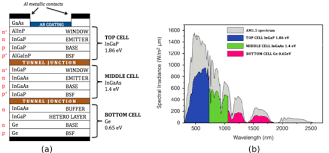 Al metallic contacts
GaAs
AR COATING
n+ AlInP WINDOW
n InGaP EMITTER
p InGaP BASE
p+ AlGaInP BSF
TOP CELL
InGaP
1.86 eV
TUNNEL JUNCTION
InGaP WINDOW
n InGaAs EMITTER
p InGaAs BASE
InGaP BSF
MIDDLE CELL
InGaAs
1.4 eV
TUNNEL JUNCTION
InGaAs BUFFER
InGaP HETERO LAYER
Ge BASE
Ge BSF
BOTTOM CELL
Ge
0.65 eV
(a)
Spectral Irradiance (W/m² µm)
1600
1400
1200
1000
800
600
400
200
0
AM1.5 spectrum
TOP CELL InGaP 1.86 eV
MIDDLE CELL InGaAs 1.4 eV
BOTTOM CELL Ge 0.65eV
500 1000 1500 2000 2500
Wavelength (nm)
(b)